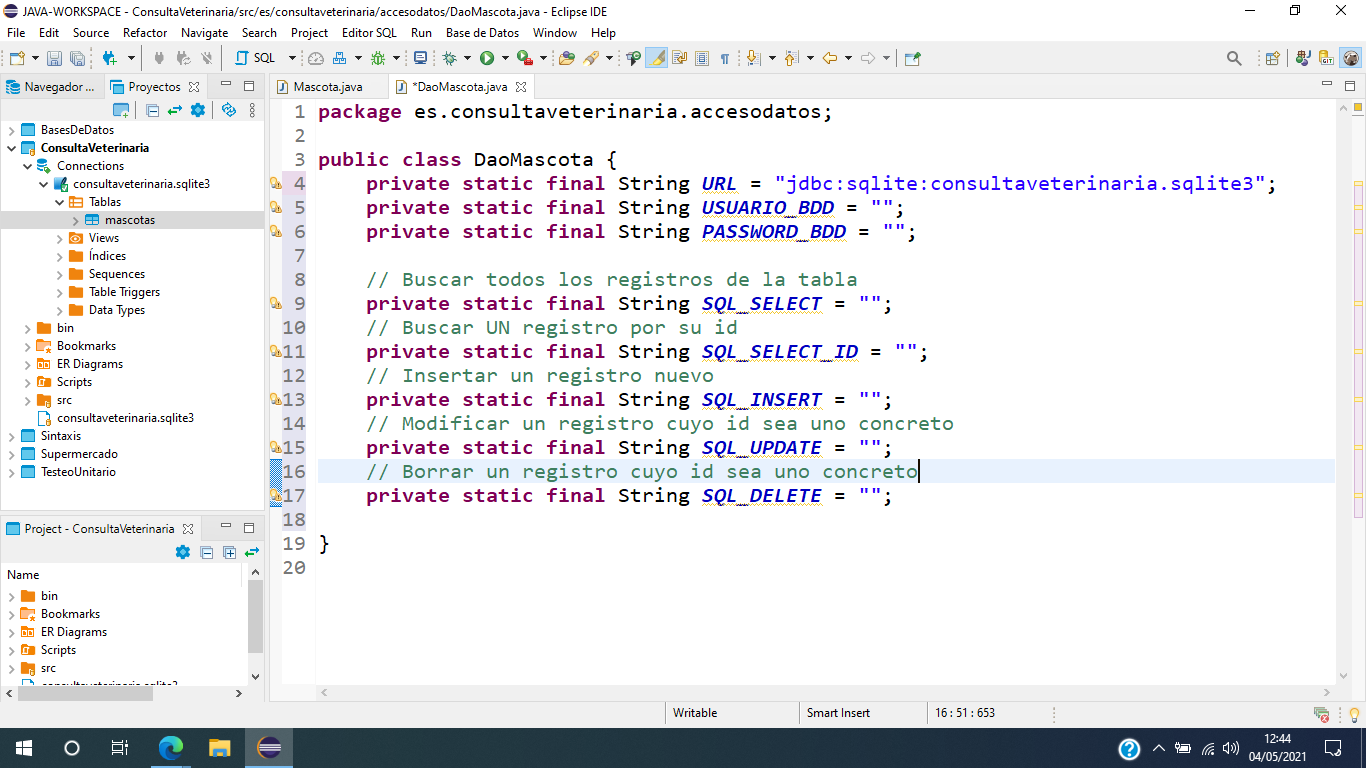 JAVA-WORKSPACE - ConsultaVeterinaria/src/es/consultaveterinaria/accesodatos/DaoMascota.java - Eclipse IDE
File Edit Source Refactor Navigate Search Project Editor SQL Run Base de Datos Window Help
SQL
Navegador ... Proyectos
Mascota.java *DaoMascota.java
BasesDeDatos
ConsultaVeterinaria
Connections
consultaveterinaria.sqlite3
Tablas
mascotas
Views
Índices
Sequences
Table Triggers
Data Types
bin
Bookmarks
ER Diagrams
Scripts
src
consultaveterinaria.sqlite3
Sintaxis
Supermercado
TesteoUnitario
Project - ConsultaVeterinaria
Name
bin
Bookmarks
ER Diagrams
Scripts
src
consultaveterinaria.sqlite3
1 package es.consultaveterinaria.accesodatos;
2
3 public class DaoMascota {
4 private static final String URL = "jdbc:sqlite:consultaveterinaria.sqlite3";
5 private static final String USUARIO_BDD = "";
6 private static final String PASSWORD_BDD = "";
7
8 // Buscar todos los registros de la tabla
9 private static final String SQL_SELECT = "";
10 // Buscar UN registro por su id
11 private static final String SQL_SELECT_ID = "";
12 // Insertar un registro nuevo
13 private static final String SQL_INSERT = "";
14 // Modificar un registro cuyo id sea uno concreto
15 private static final String SQL_UPDATE = "";
16 // Borrar un registro cuyo id sea uno concreto
17 private static final String SQL_DELETE = "";
18
19 }
20
Writable Smart Insert 16 : 51 : 653
12:44
04/05/2021